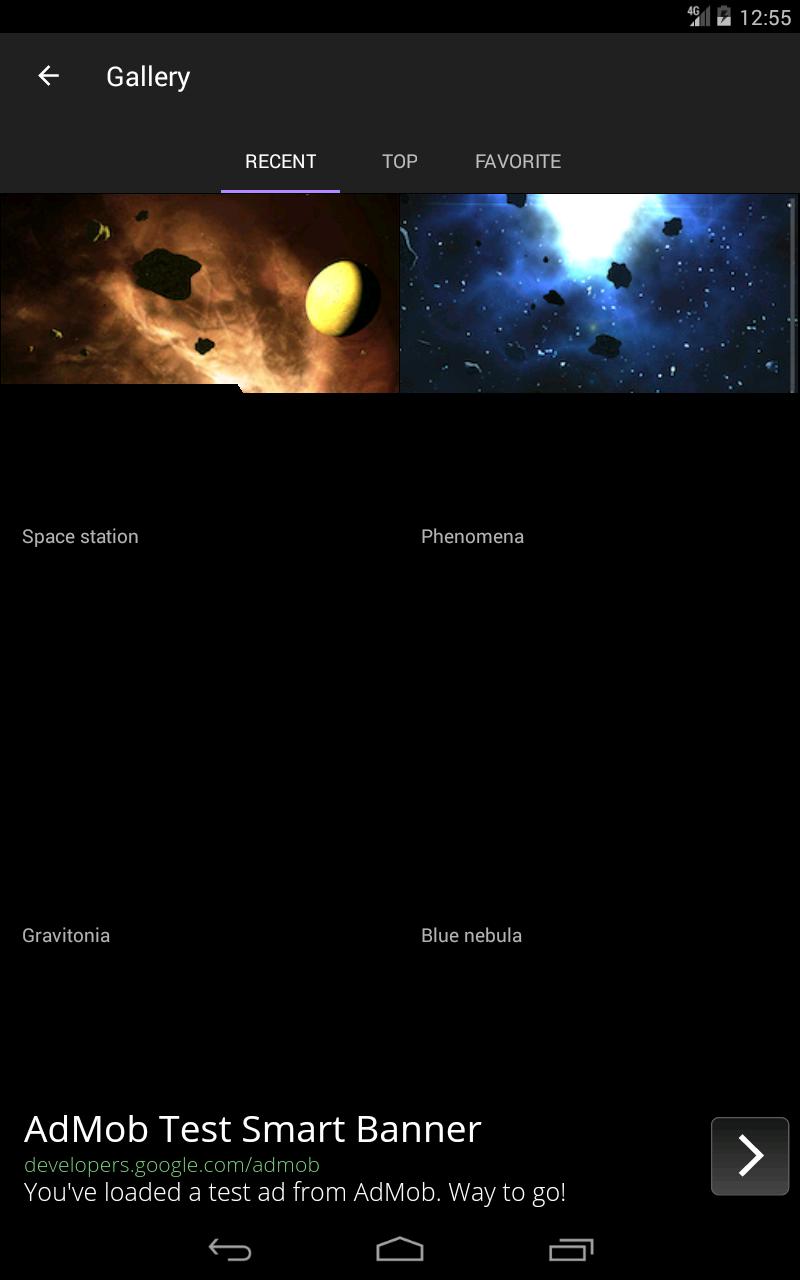 4G 12:55
Gallery
RECENT TOP FAVORITE
Space station Phenomena
Gravitonia Blue nebula
AdMob Test Smart Banner
developers.google.com/admob
You've loaded a test ad from AdMob. Way to go!